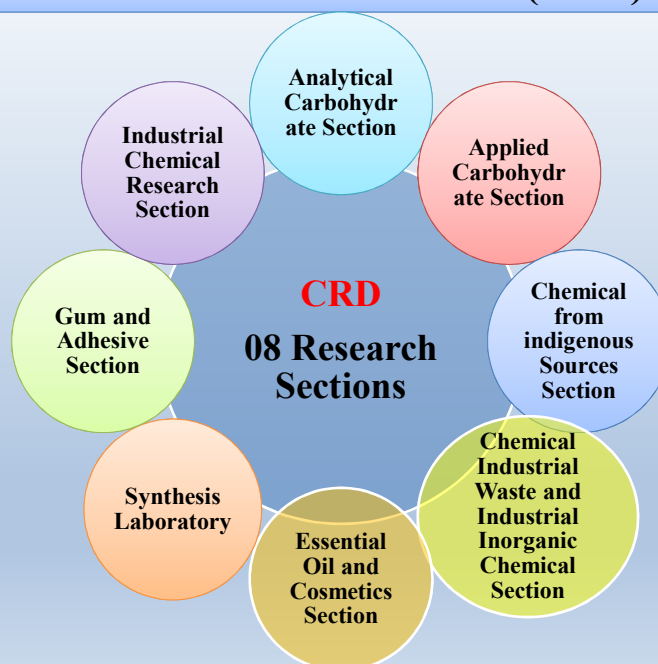 CRD
08 Research
Sections
Analytical
Carbohydr
ate Section
Applied
Carbohydr
ate Section
Chemical
from
indigenous
Sources
Section
Chemical
Industrial
Waste and
Industrial
Inorganic
Chemical
Section
Essential
Oil and
Cosmetics
Section
Synthesis
Laboratory
Gum and
Adhesive
Section
Industrial
Chemical
Research
Section